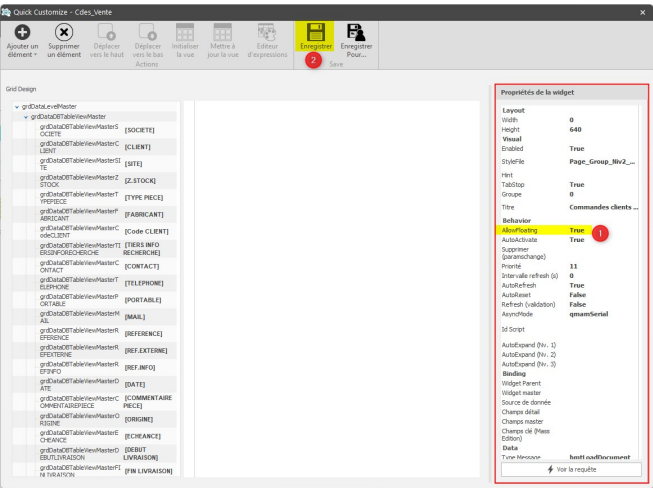 Quick Customize - Cdes_Vente
Ajouter un élément
Supprimer un élément
Déplacer vers le haut
Déplacer vers le bas
Initialiser la vue
Mettre à jour la vue
Editeur d'expressions
Enregistrer
Enregistrer Pour...
Actions
2
Save
Grid Design
grdDataLevelMaster
grdDataDBTableViewMaster
grdDataDBTableViewMasterS
OCIETE [SOCIETE]
grdDataDBTableViewMasterC
LIENT [CLIENT]
grdDataDBTableViewMasterSI
TE [SITE]
grdDataDBTableViewMasterZ
STOCK [Z.STOCK]
grdDataDBTableViewMasterT
YPEPIECE [TYPE PIECE]
grdDataDBTableViewMasterF
ABRICANT [FABRICANT]
grdDataDBTableViewMasterC
odeCLIENT [Code CLIENT]
grdDataDBTableViewMasterTI [TIERS INFO
ERSINFORECHERCHE RECHERCHE]
grdDataDBTableViewMasterC
ONTACT [CONTACT]
grdDataDBTableViewMasterT
ELEPHONE [TELEPHONE]
grdDataDBTableViewMasterP
ORTABLE [PORTABLE]
grdDataDBTableViewMasterM
AIL [MAIL]
grdDataDBTableViewMasterR
EFERENCE [REFERENCE]
grdDataDBTableViewMasterR
EFEXTERNE [REF.EXTERNE]
grdDataDBTableViewMasterR
EFINFO [REF.INFO]
grdDataDBTableViewMasterD
ATE [DATE]
grdDataDBTableViewMasterC [COMMENTAIRE
OMMENTAIREPIECE PIECE]
grdDataDBTableViewMasterO
RIGINE [ORIGINE]
grdDataDBTableViewMasterE
CHEANCE [ECHEANCE]
grdDataDBTableViewMasterD [DEBUT
EBUTLIVRAISON LIVRAISON]
grdDataDBTableViewMasterFI
NLIVRAISON [FIN LIVRAISON]
Propriétés de la widget
Layout
Width 0
Height 640
Visual
Enabled True
StyleFile Page_Group_Niv2_...
Hint
TabStop True
Groupe 0
Titre Commandes clients ...
Behavior
AllowFloating True 1
AutoActivate True
Supprimer
(paramschange)
Priorité 11
Intervalle refresh (s) 0
AutoRefresh True
AutoReset False
Refresh (validation) False
AsyncMode qmamSerial
Id Script
AutoExpand (Nv. 1)
AutoExpand (Nv. 2)
AutoExpand (Nv. 3)
Binding
Widget Parent
Widget master
Source de donnée
Champs détail
Champs master
Champs clé (Mass
Edition)
Data
Type Message bmtLoadDocument
Voir la requête